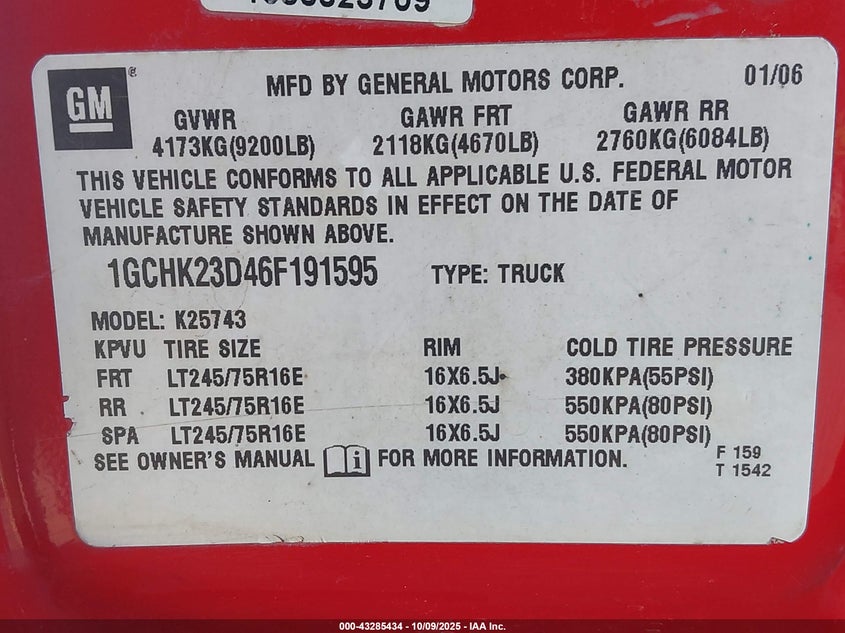 GM
MFD BY GENERAL MOTORS CORP. 01/06
GVWR GAWR FRT GAWR RR
4173KG(9200LB) 2118KG(4670LB) 2760KG(6084LB)
THIS VEHICLE CONFORMS TO ALL APPLICABLE U.S. FEDERAL MOTOR
VEHICLE SAFETY STANDARDS IN EFFECT ON THE DATE OF
MANUFACTURE SHOWN ABOVE.
1GCHK23D46F191595 TYPE: TRUCK
MODEL: K25743
KPVU TIRE SIZE RIM COLD TIRE PRESSURE
FRT LT245/75R16E 16X6.5J 380KPA(55PSI)
RR LT245/75R16E 16X6.5J 550KPA(80PSI)
SPA LT245/75R16E 16X6.5J 550KPA(80PSI)
SEE OWNER'S MANUAL i FOR MORE INFORMATION.
F 159
T 1542
000-43285434 - 10/09/2025 - IAA Inc.